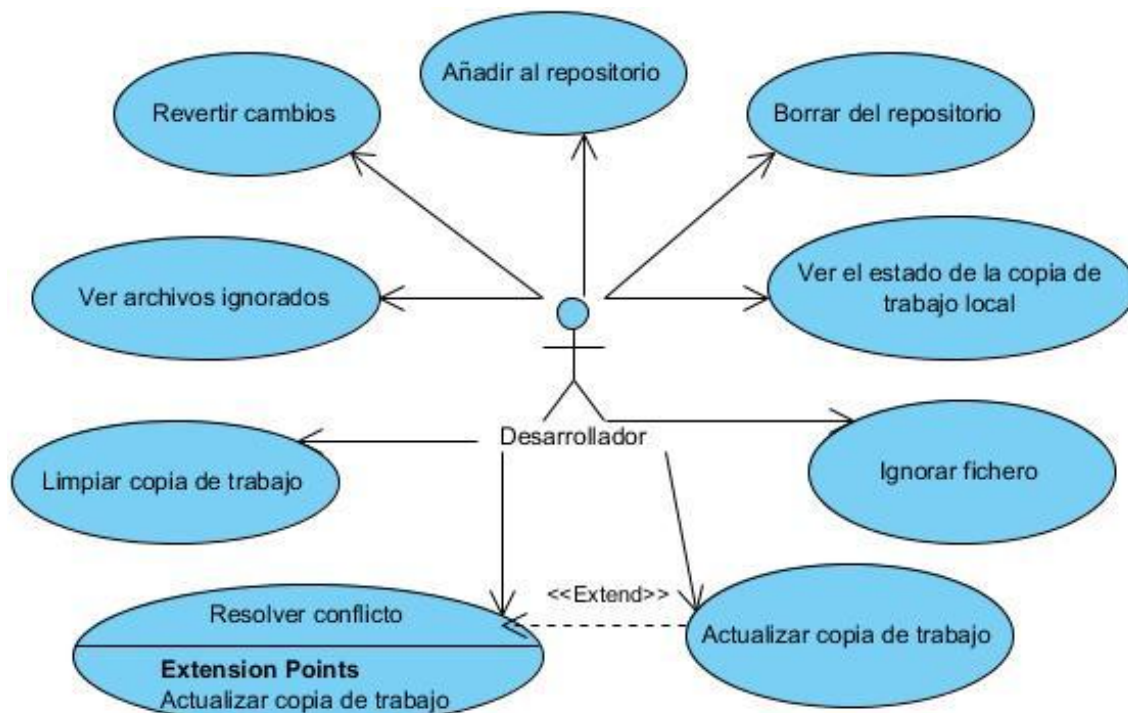 Añadir al repositorio
Revertir cambios
Borrar del repositorio
Ver archivos ignorados
Ver el estado de la copia de
trabajo local
Desarrollador
Limpiar copia de trabajo
Ignorar fichero
<<Extend>>
Resolver conflicto
Actualizar copia de trabajo
Extension Points
Actualizar copia de trabajo